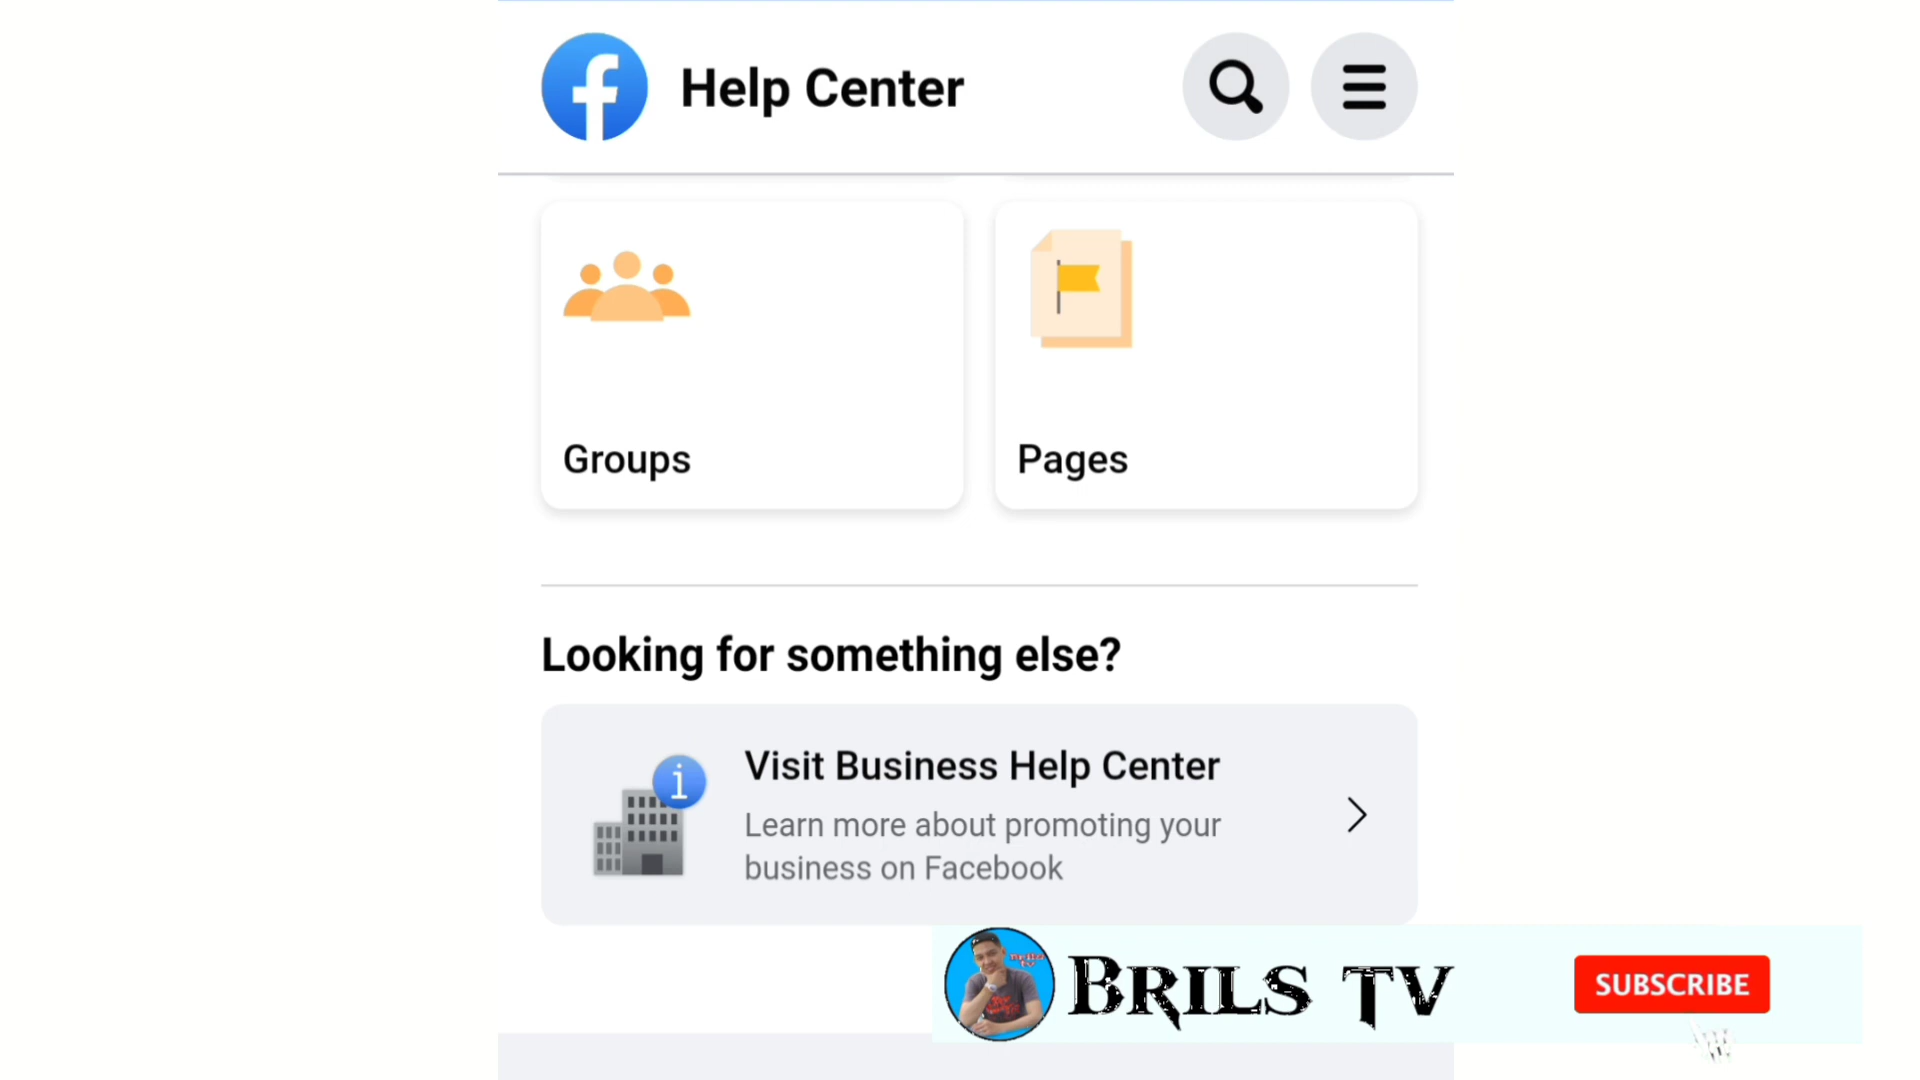 Help Center
Groups
Pages
Looking for something else?
Visit Business Help Center
Learn more about promoting your
business on Facebook
BRILS TV
SUBSCRIBE